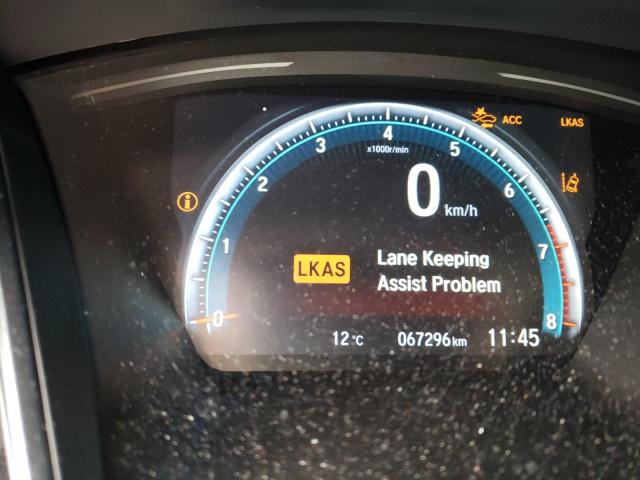 ACC LKAS
4
3 5
x1000r/min
2 6
0
km/h
1 7
LKAS Lane Keeping
Assist Problem
0 8
12°C 067296km 11:45